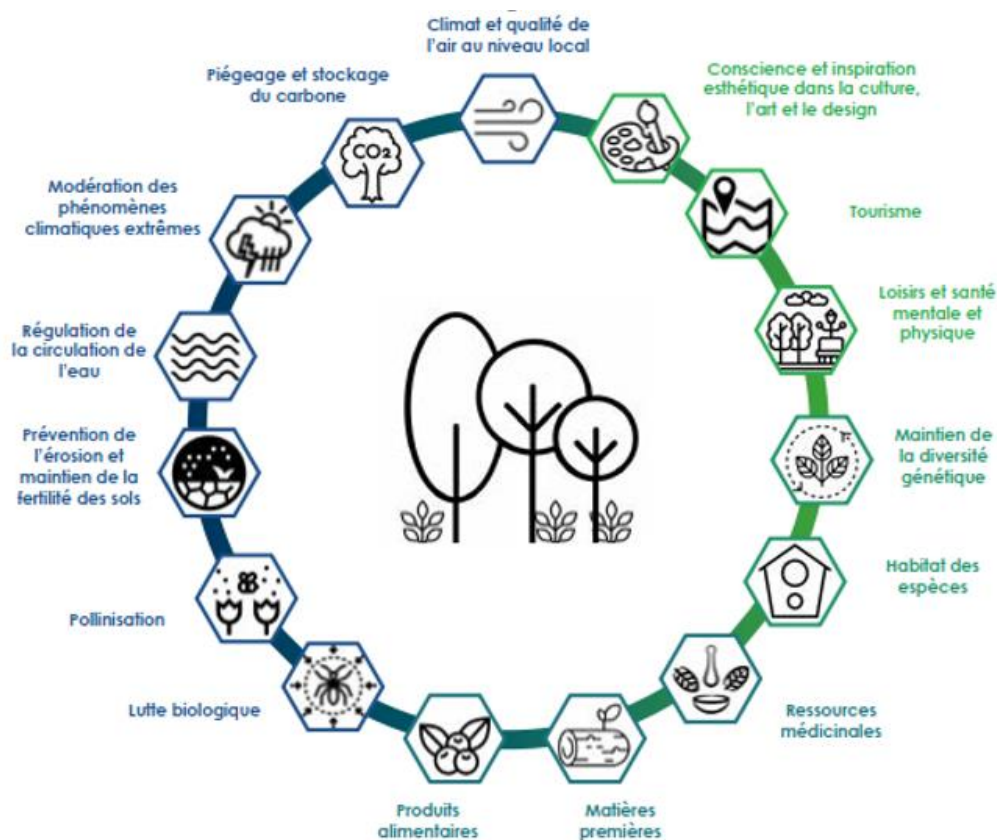 Climat et qualité de
l'air au niveau local
Conscience et inspiration
esthétique dans la culture,
l'art et le design
Tourisme
Loisirs et santé
mentale et
physique
Maintien de
la diversité
génétique
Habitat des
espèces
Ressources
médicinales
Matières
premières
Produits
alimentaires
Lutte biologique
Pollinisation
Prévention de
l'érosion et
maintien de la
fertilité des sols
Régulation de
la circulation de
l'eau
Modération des
phénomènes
climatiques extrêmes
Piégeage et stockage
du carbone
CO2